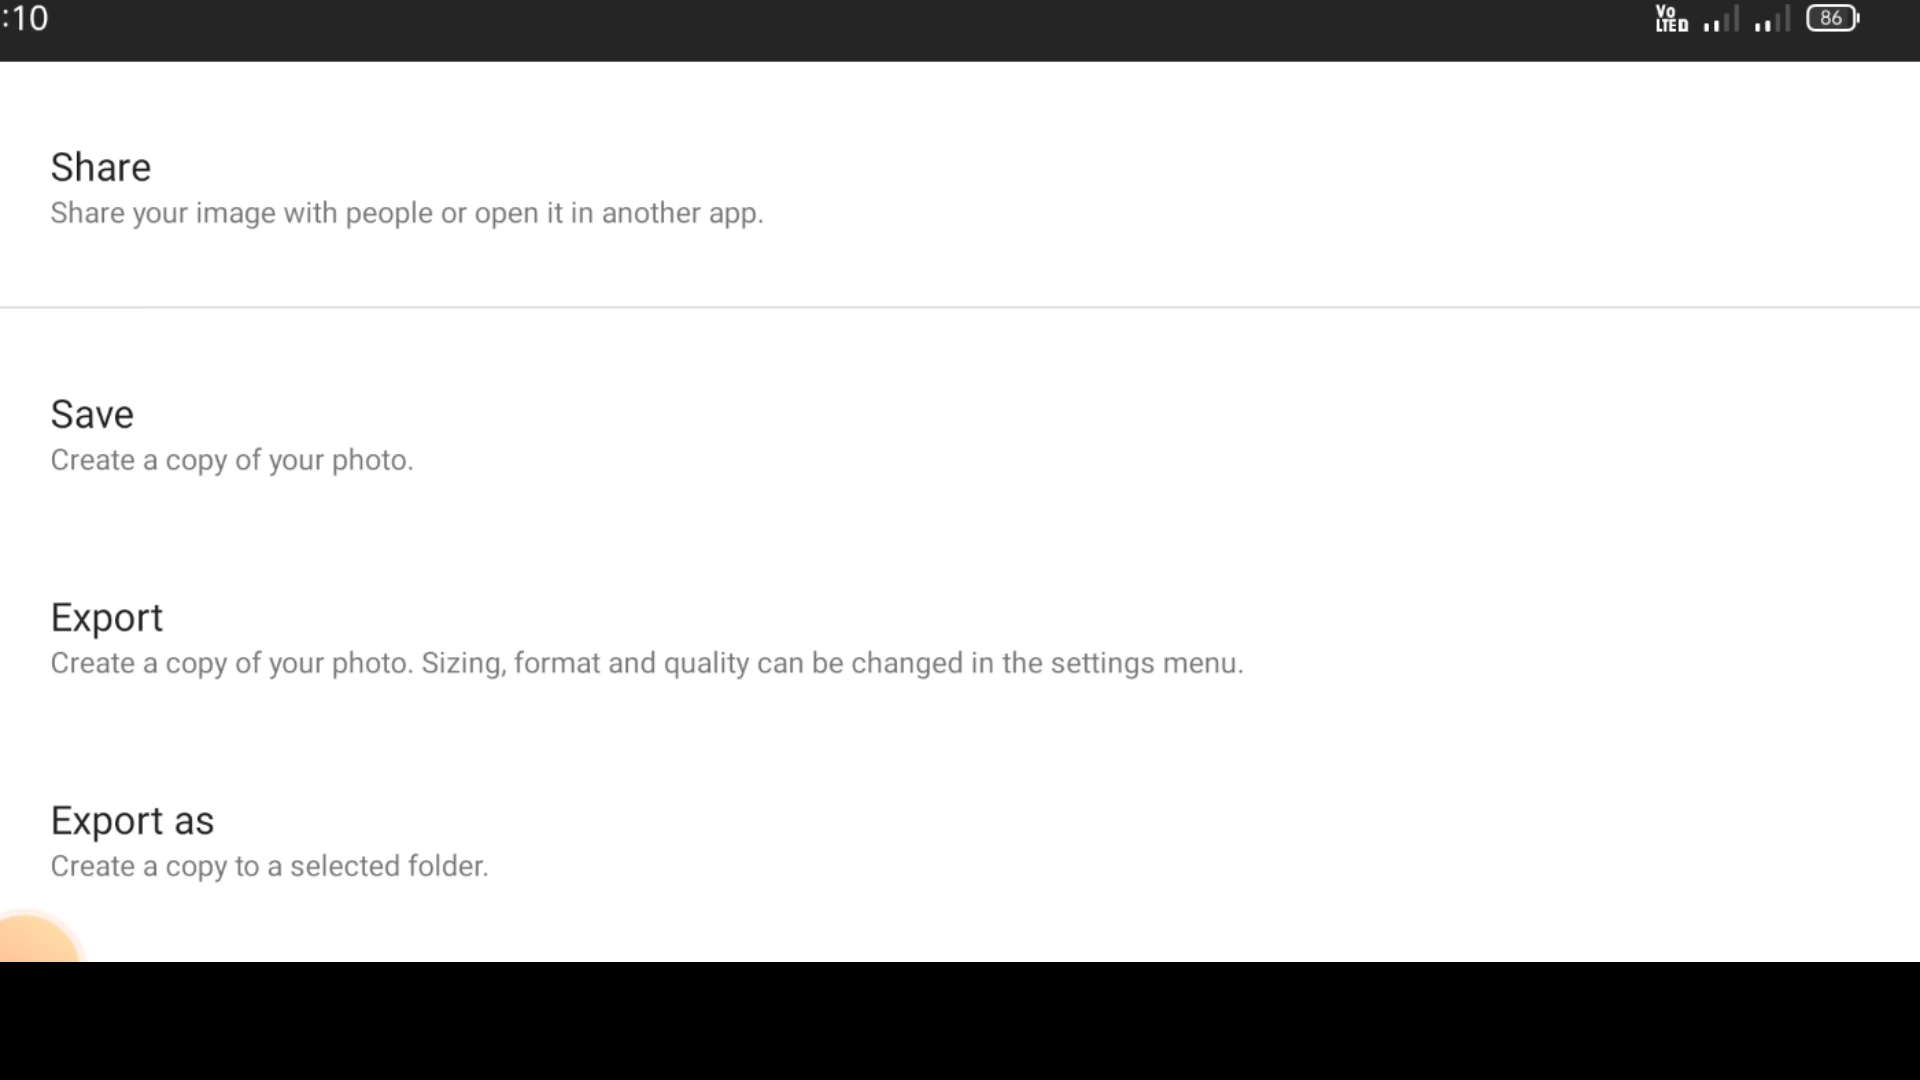 :10
Vo
LTED
86
Share
Share your image with people or open it in another app.
Save
Create a copy of your photo.
Export
Create a copy of your photo. Sizing, format and quality can be changed in the settings menu.
Export as
Create a copy to a selected folder.